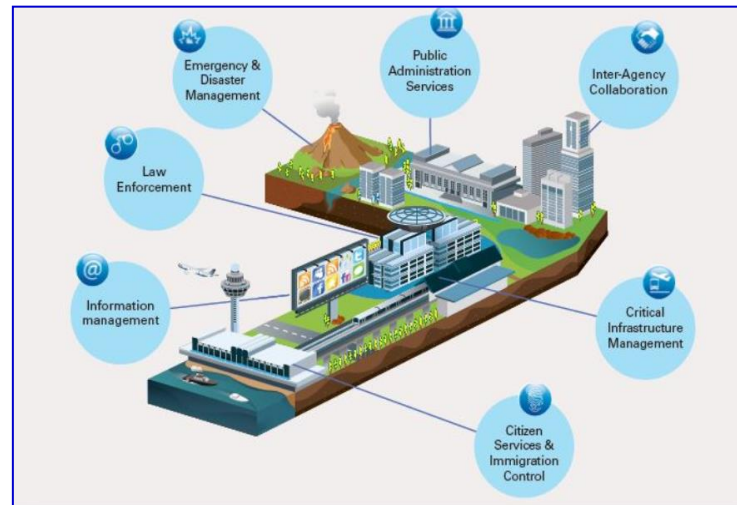 Emergency &
Disaster
Management
Public
Administration
Services
Inter-Agency
Collaboration
Law
Enforcement
@
Information
management
Critical
Infrastructure
Management
Citizen
Services &
Immigration
Control